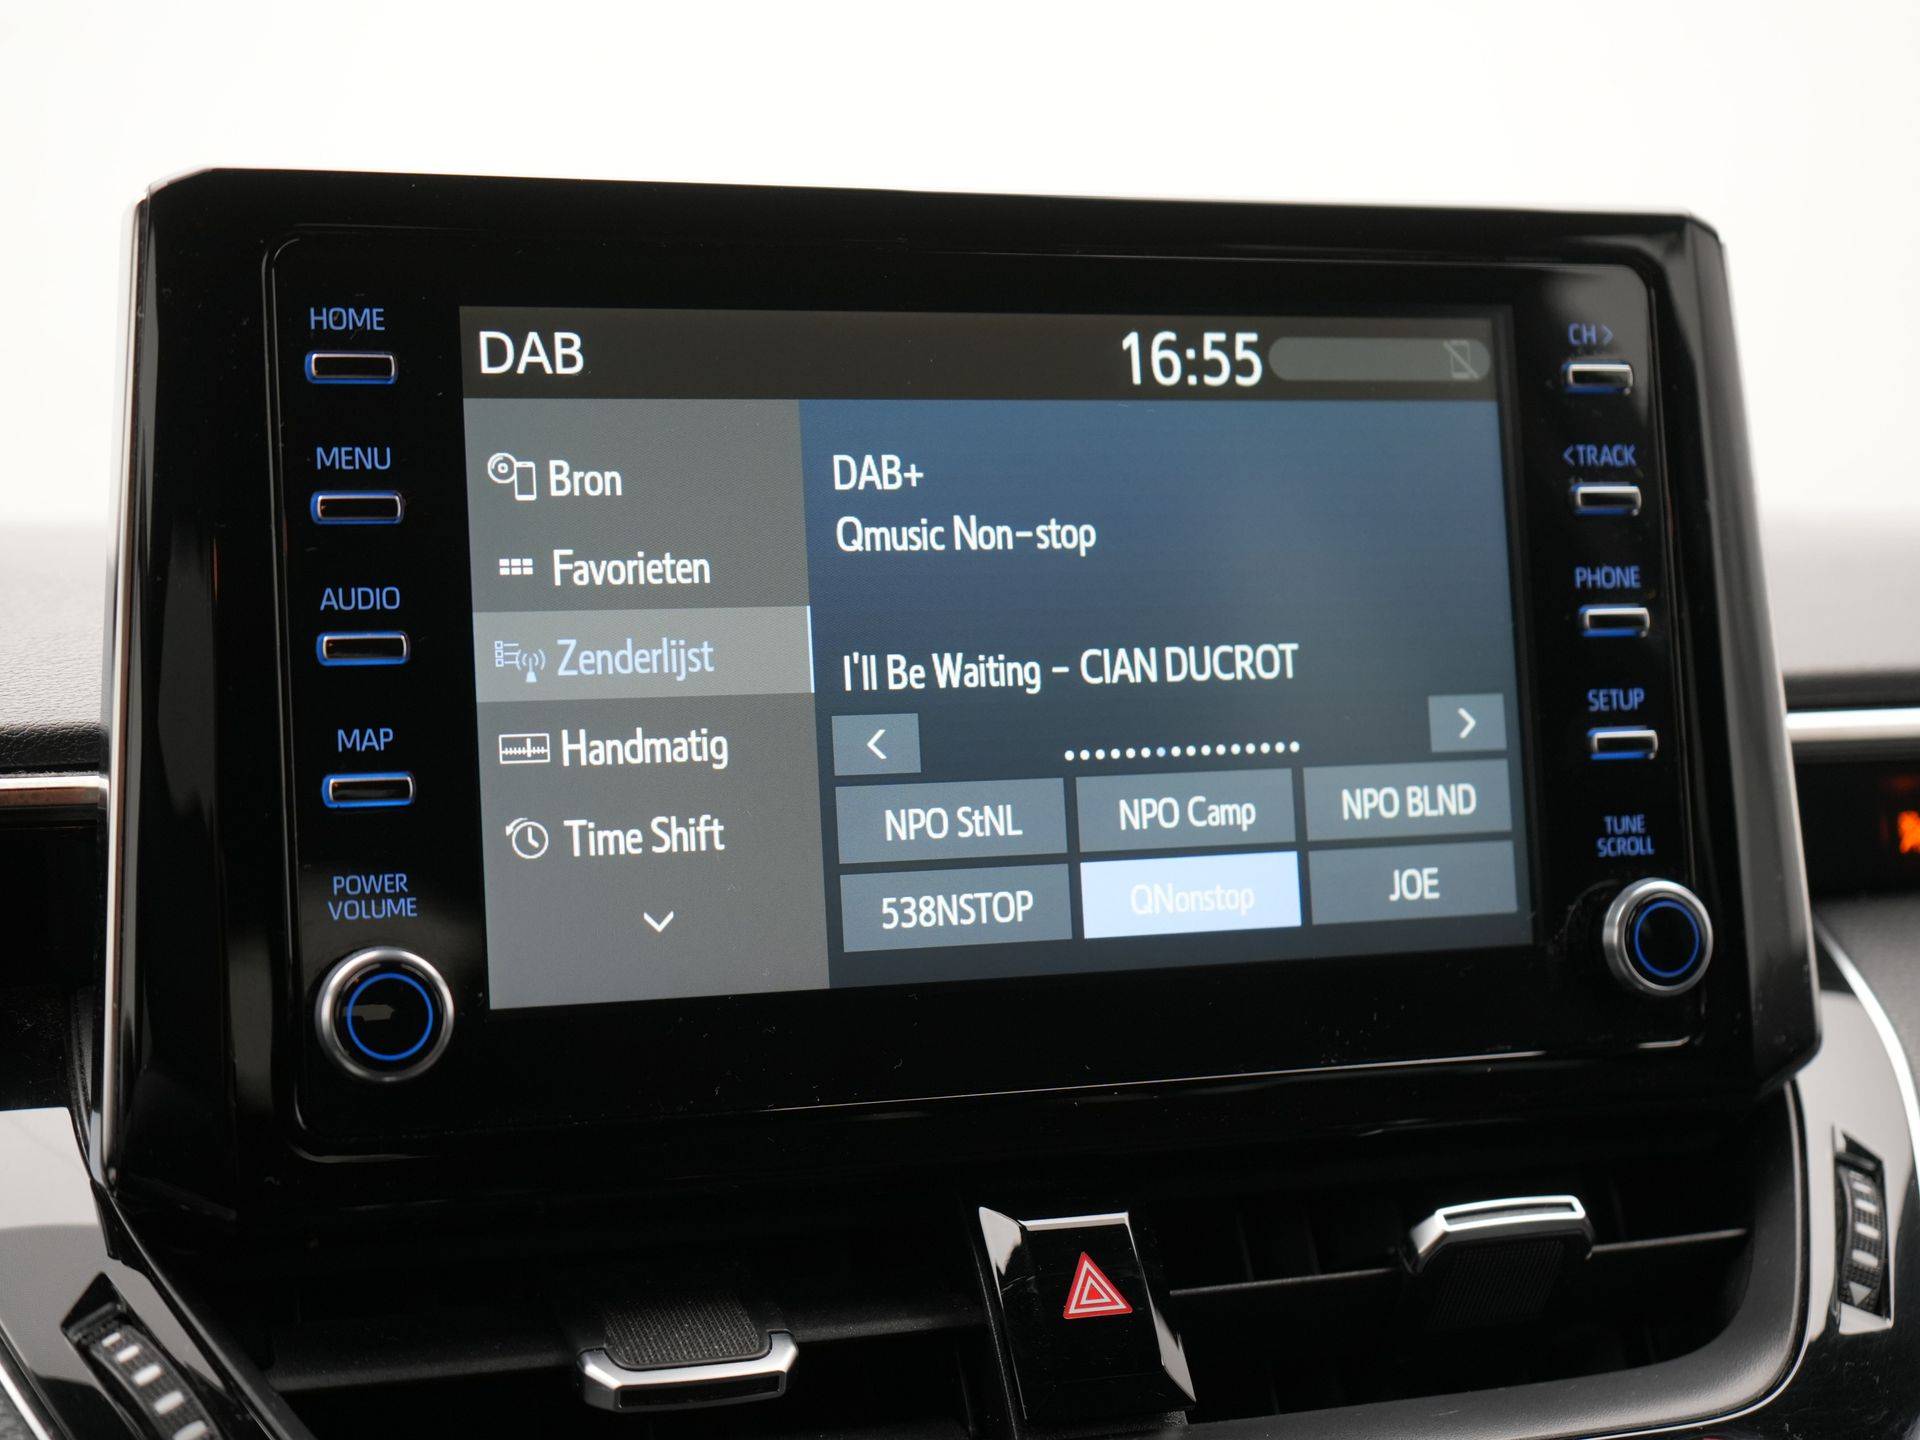 HOME
MENU
AUDIO
MAP
POWER
VOLUME
DAB
16:55
Bron
Favorieten
Zenderlijst
Handmatig
Time Shift
DAB+
Qmusic Non-stop
I'll Be Waiting - CIAN DUCROT
< >
NPO StNL NPO Camp NPO BLND
538NSTOP QNonstop JOE
CH >
< TRACK
PHONE
SETUP
TUNE
SCROLL